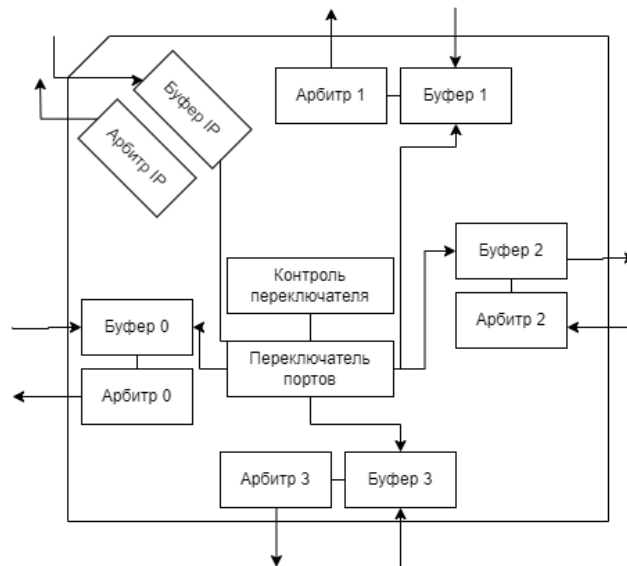 Буфер IP
Арбитр IP
Арбитр 1
Буфер 1
Буфер 2
Арбитр 2
Контроль
переключателя
Буфер 0
Переключатель
портов
Арбитр 0
Арбитр 3
Буфер 3